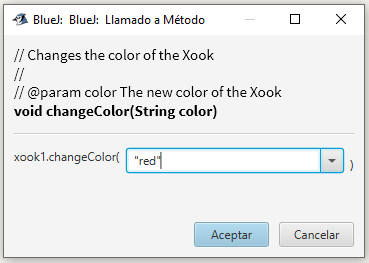 BlueJ: BlueJ: Llamado a Método
// Changes the color of the Xook
//
// @param color The new color of the Xook
void changeColor(String color)
xook1.changeColor( "red" )
Aceptar Cancelar